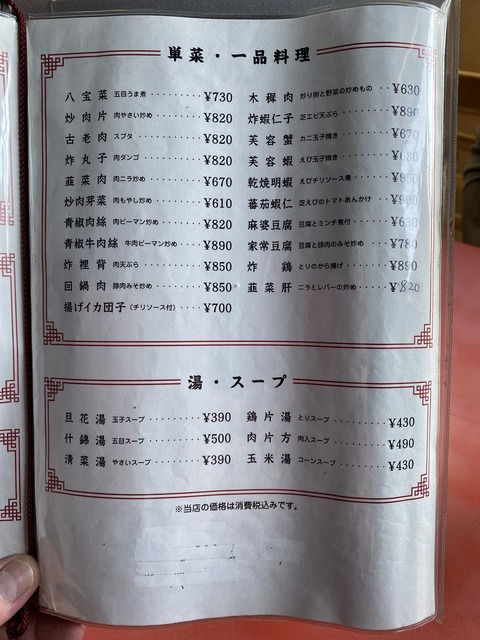 単菜・一品料理
八宝菜 五目うま煮 ········· ¥730
炒肉片 肉やさい炒め ······· ¥820
古老肉 スブタ ··········· ¥820
炸丸子 肉ダンゴ ·········· ¥820
韮菜肉 肉ニラ炒め ········· ¥670
炒肉芽菜 肉もやし炒め ······· ¥610
青椒肉絲 肉ピーマン炒め ······ ¥820
青椒牛肉絲 牛肉ピーマン炒め ···· ¥890
炸裡背 肉天ぷら ·········· ¥850
回鍋肉 豚肉みそ炒め ········ ¥850
揚げイカ団子(チリソース付)···· ¥700
木穉肉 炒り卵と野菜の炒めもの ·· ¥630
炸蝦仁子 芝エビ天ぷら ······ ¥890
芙蓉蟹 カニ玉子焼き ······· ¥670
芙蓉蝦 えび玉子焼き ·······
乾焼明蝦 えびチリソース煮 ····
蕃茄蝦仁 芝えびのトマトあんかけ ··
麻婆豆腐 豆腐とミンチ煮付 ···· ¥630
家常豆腐 豆腐と豚肉のみそ炒め ·· ¥780
炸鶏 とりのから揚げ ······· ¥890
韮菜肝 ニラとレバーの炒め ···· ¥820
湯・スープ
旦花湯 玉子スープ ········ ¥390
什錦湯 五目スープ ········ ¥500
清菜湯 やさいスープ ······· ¥390
鶏片湯 とりスープ ········ ¥430
肉片方 肉入スープ ········ ¥490
玉米湯 コーンスープ ······· ¥430
※当店の価格は消費税込みです。